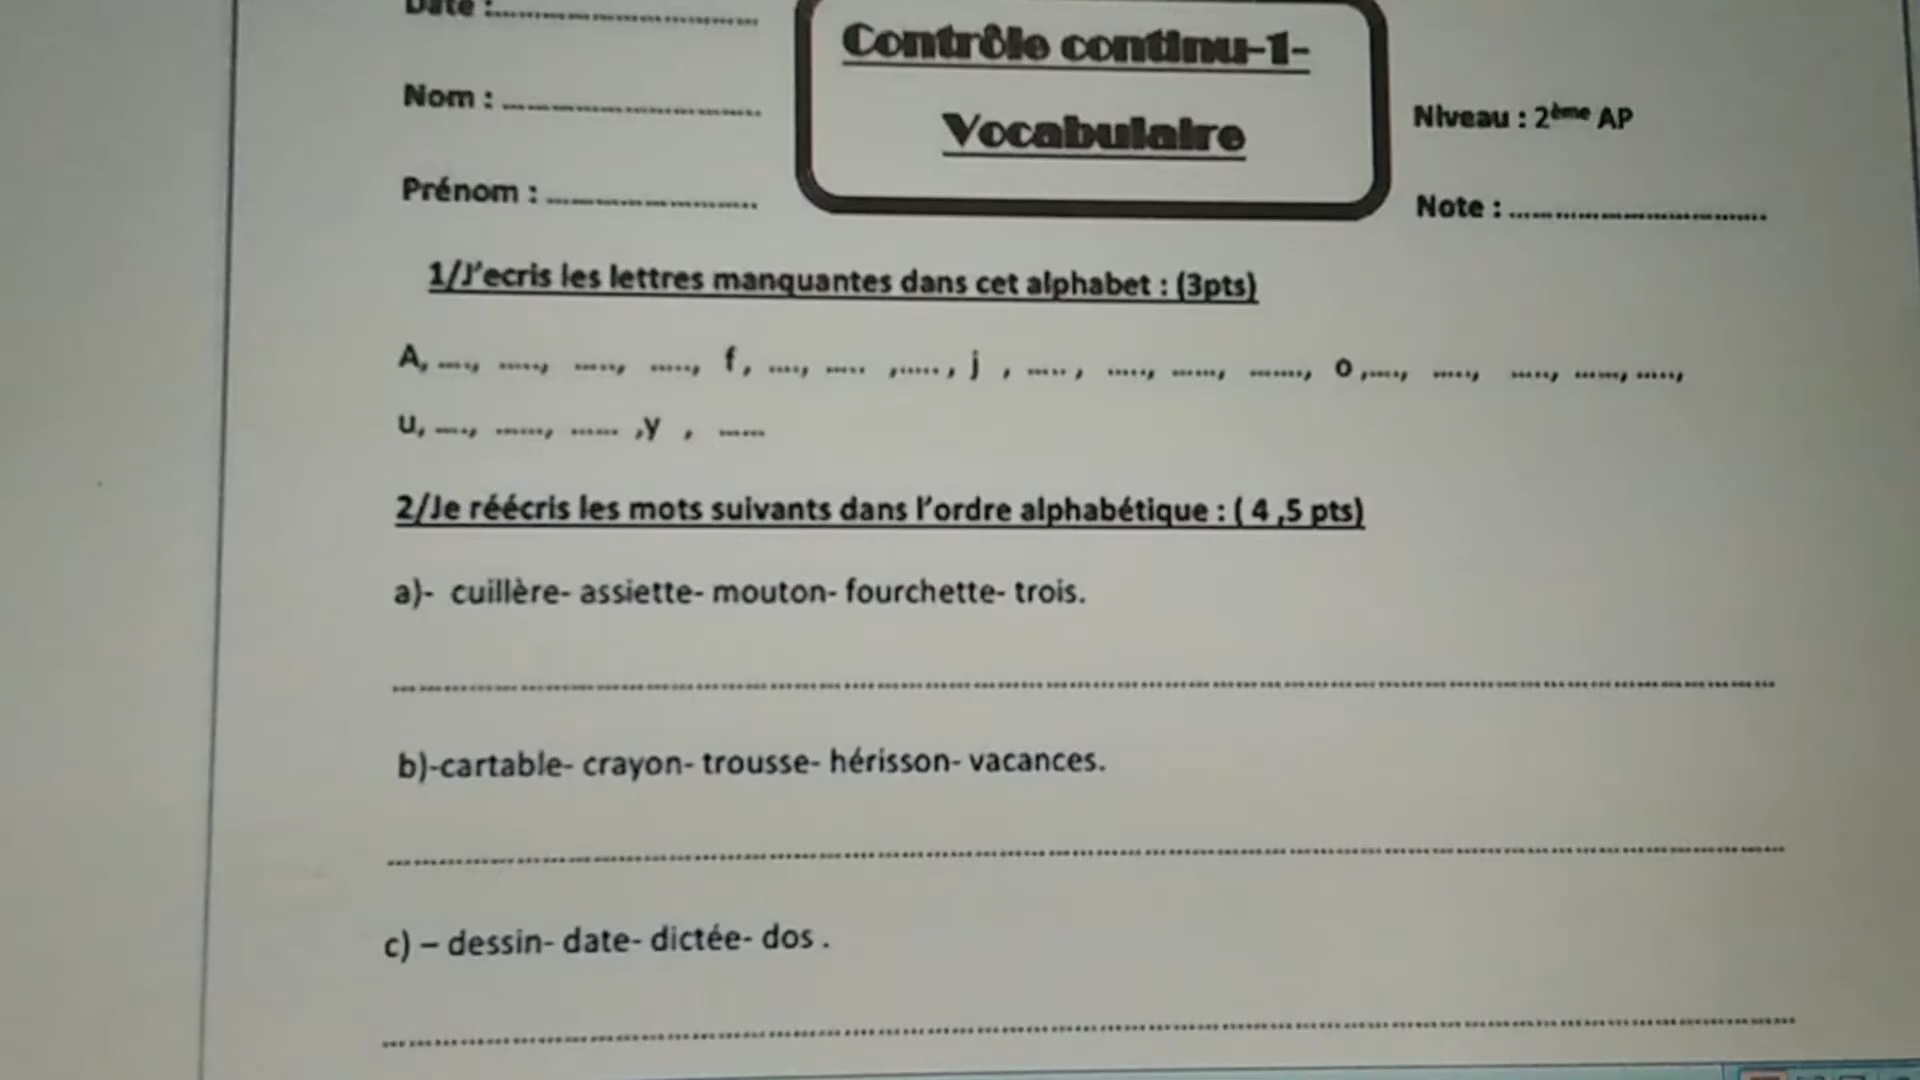 Date :..............................
Contrôle continu-1-
Nom : ..............................
Niveau : 2ème AP
Vocabulaire
Prénom : ........................
Note : ..............................
1/J'ecris les lettres manquantes dans cet alphabet : (3pts)
A, ...., ....., ....., ....., f, ...., ..... ,....., j , ..... , ....., ......, ......., o ,...., ....., ....., ......, .....,
u, ...., ......, ...... ,y , ......
2/Je réécris les mots suivants dans l'ordre alphabétique : ( 4 ,5 pts)
a)- cuillère- assiette- mouton- fourchette- trois.
................................................................................
b)-cartable- crayon- trousse- hérisson- vacances.
................................................................................
c) – dessin- date- dictée- dos .
................................................................................